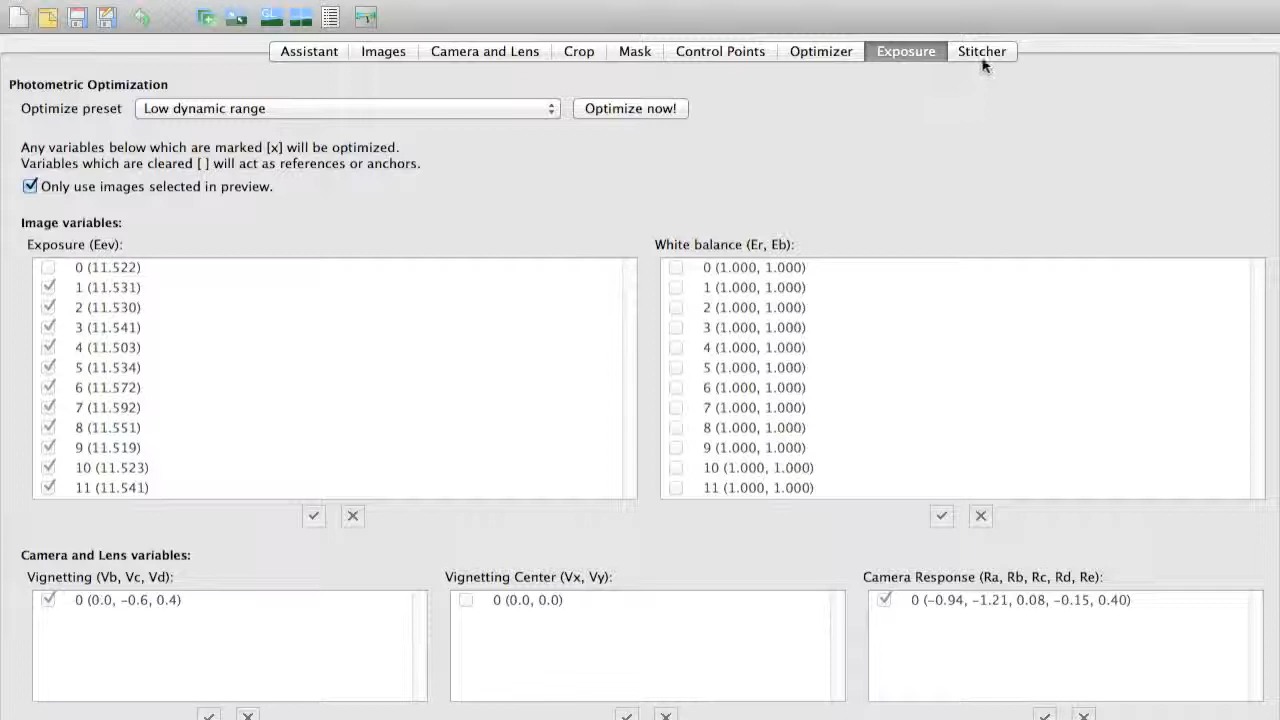 GL
Assistant Images Camera and Lens Crop Mask Control Points Optimizer Exposure Stitcher
Photometric Optimization
Optimize preset Low dynamic range Optimize now!
Any variables below which are marked [x] will be optimized.
Variables which are cleared [ ] will act as references or anchors.
Only use images selected in preview.
Image variables:
Exposure (Eev): White balance (Er, Eb):
0 (11.522) 0 (1.000, 1.000)
1 (11.531) 1 (1.000, 1.000)
2 (11.530) 2 (1.000, 1.000)
3 (11.541) 3 (1.000, 1.000)
4 (11.503) 4 (1.000, 1.000)
5 (11.534) 5 (1.000, 1.000)
6 (11.572) 6 (1.000, 1.000)
7 (11.592) 7 (1.000, 1.000)
8 (11.551) 8 (1.000, 1.000)
9 (11.519) 9 (1.000, 1.000)
10 (11.523) 10 (1.000, 1.000)
11 (11.541) 11 (1.000, 1.000)
Camera and Lens variables:
Vignetting (Vb, Vc, Vd): Vignetting Center (Vx, Vy): Camera Response (Ra, Rb, Rc, Rd, Re):
0 (0.0, -0.6, 0.4) 0 (0.0, 0.0) 0 (-0.94, -1.21, 0.08, -0.15, 0.40)